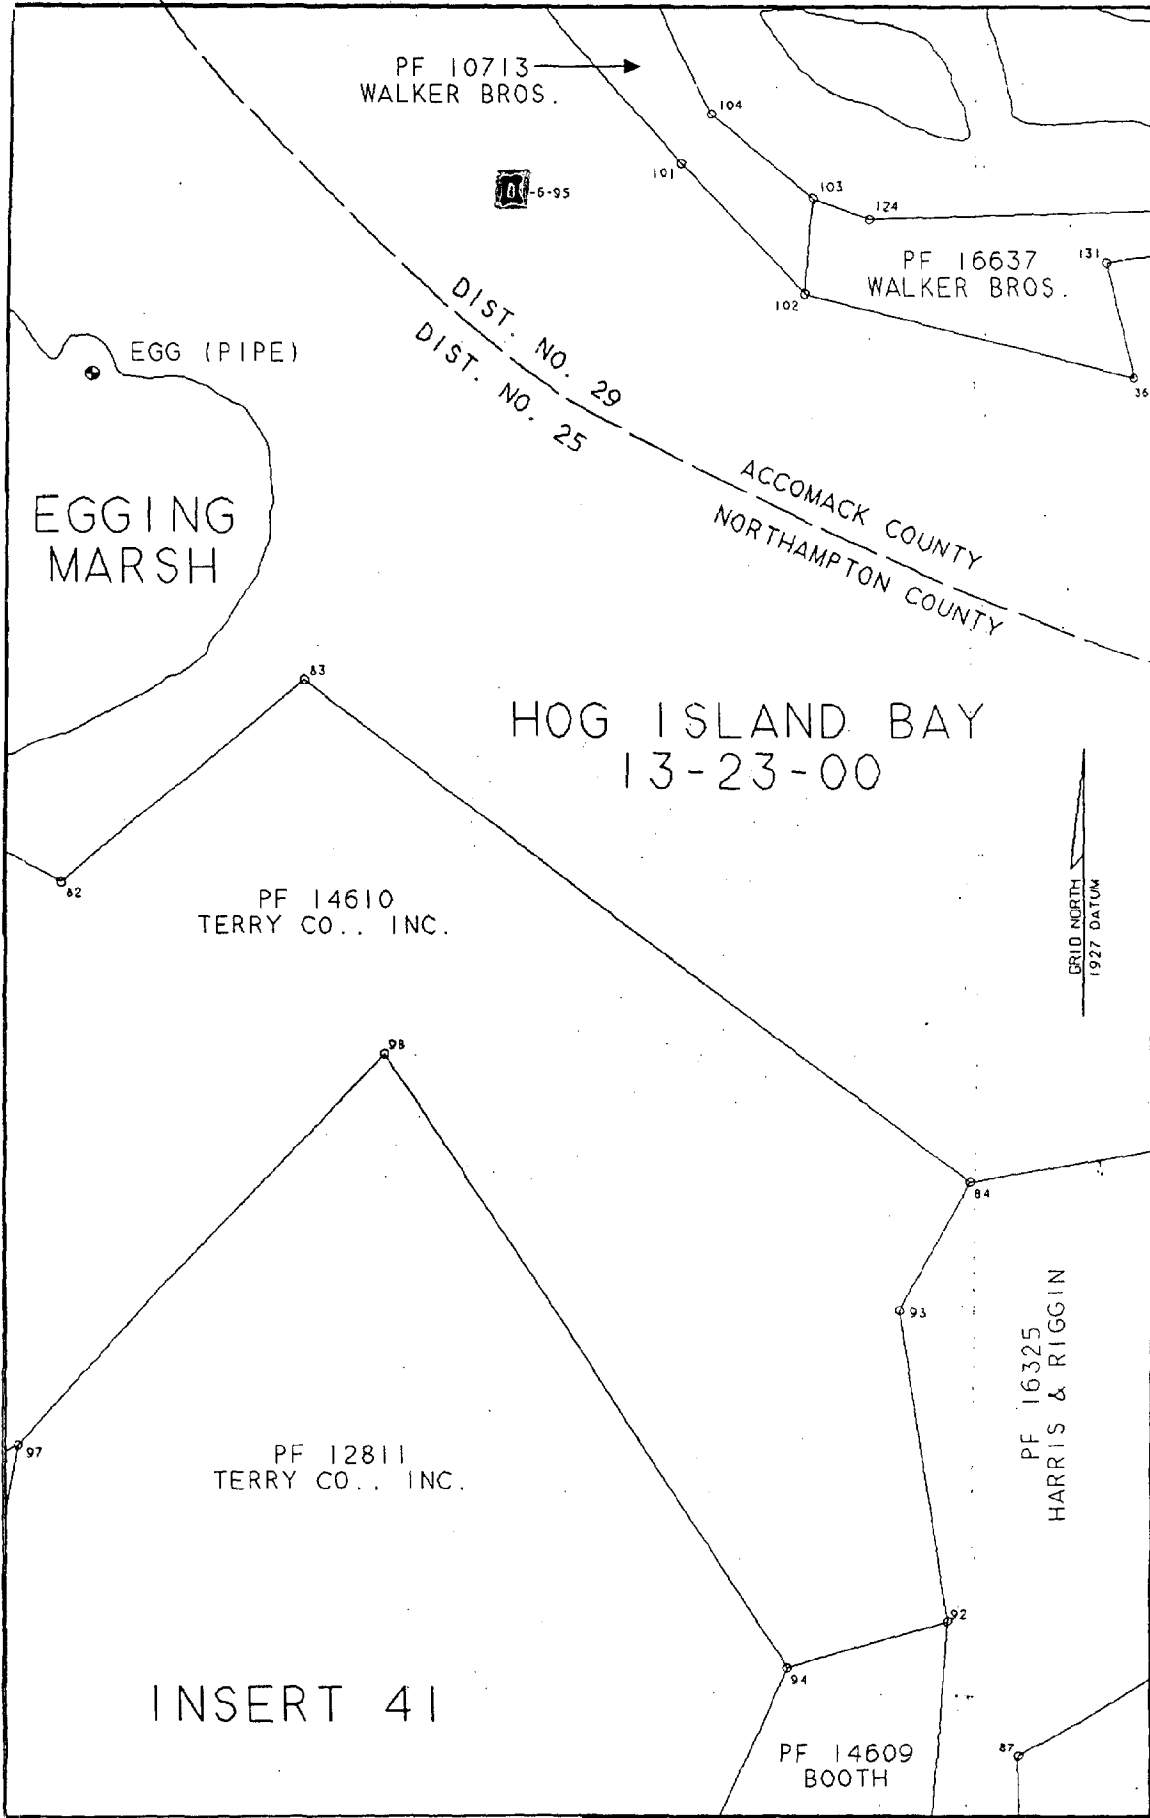 PF 10713
WALKER BROS.
104
101
-6-95
103
124
PF 16637
WALKER BROS.
131
102
36
DIST. NO. 29
DIST. NO. 25
EGG (PIPE)
EGGING
MARSH
ACCOMACK COUNTY
NORTHAMPTON COUNTY
83
HOG ISLAND BAY
13-23-00
82
PF 14610
TERRY CO., INC.
GRID NORTH
1927 DATUM
98
84
93
PF 16325
HARRIS & RIGGIN
97
PF 12811
TERRY CO., INC.
92
94
INSERT 41
PF 14609
BOOTH
87